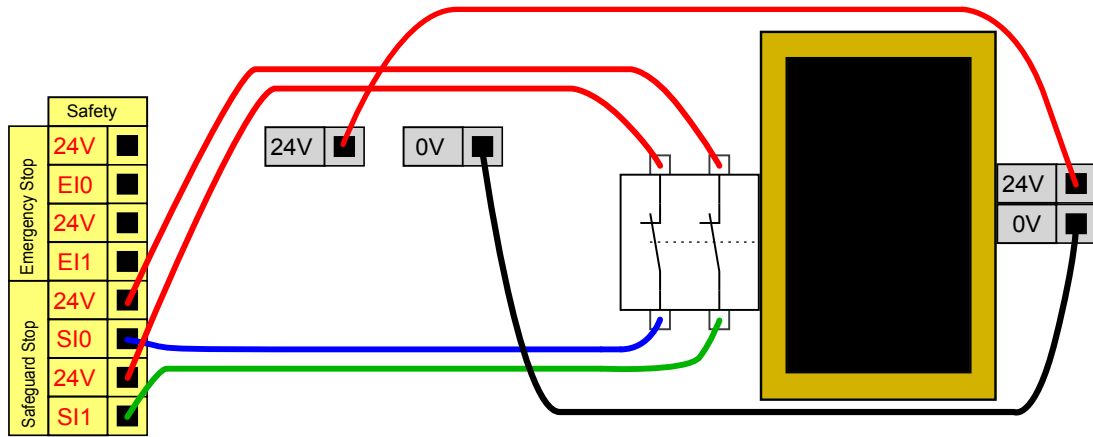 Safety
Emergency Stop
24V
EI0
24V
EI1
Safeguard Stop
24V
SI0
24V
SI1
24V
0V
24V
0V